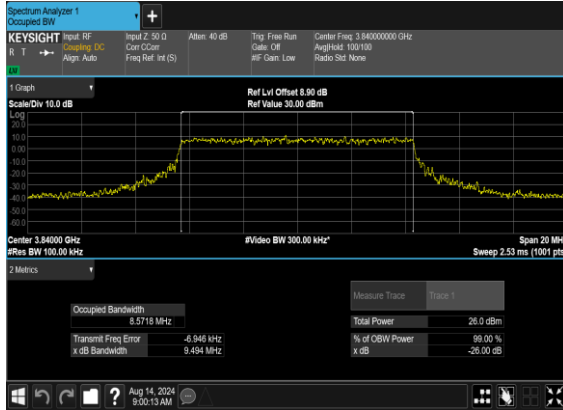 Spectrum Analyzer 1
Occupied BW
+
KEYSIGHT Input: RF Input Z: 50 Ω Atten: 40 dB Trig: Free Run Center Freq: 3.840000000 GHz
R T Coupling: DC Corr CCorr Gate: Off Avg|Hold: 100/100
Align: Auto Freq Ref: Int (S) #IF Gain: Low Radio Std: None
1 Graph Ref Lvl Offset 8.90 dB
Scale/Div 10.0 dB Ref Value 30.00 dBm
Log
20.0
10.0
0.00
-10.0
-20.0
-30.0
-40.0
-50.0
-60.0
Center 3.84000 GHz #Video BW 300.00 kHz* Span 20 MH
#Res BW 100.00 kHz Sweep 2.53 ms (1001 pts
2 Metrics
Measure Trace Trace 1
Occupied Bandwidth
8.5718 MHz Total Power 26.0 dBm
Transmit Freq Error -6.946 kHz % of OBW Power 99.00 %
x dB Bandwidth 9.494 MHz x dB -26.00 dB
? Aug 14, 2024
9:00:13 AM